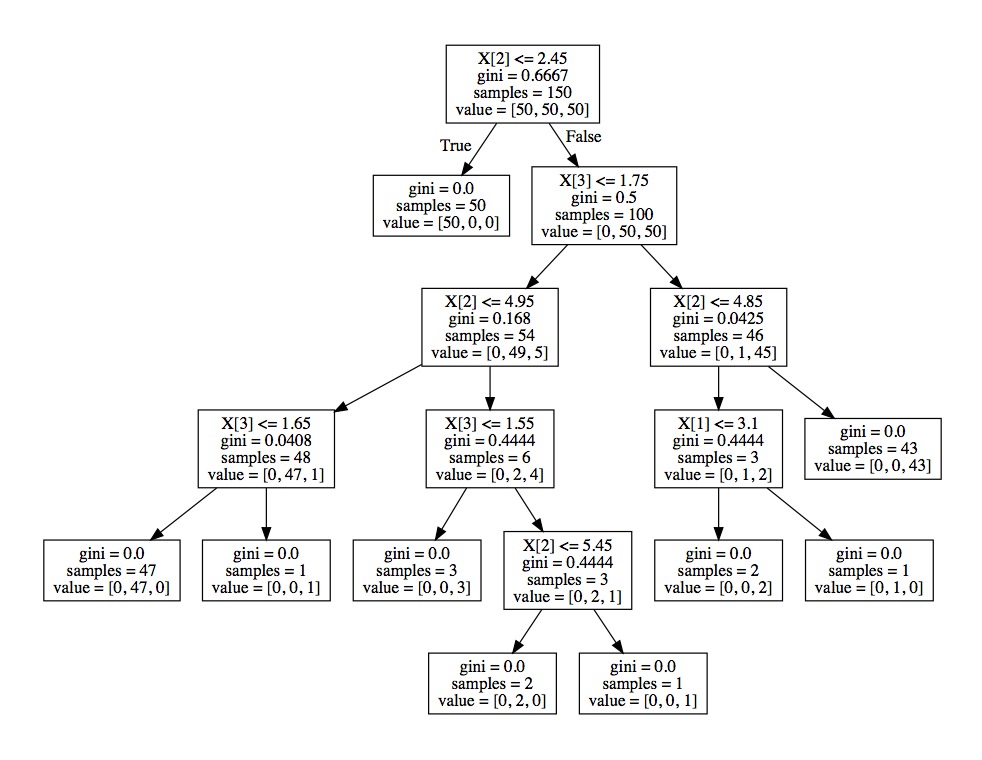 X[2] <= 2.45
gini = 0.6667
samples = 150
value = [50, 50, 50]
True
False
gini = 0.0
samples = 50
value = [50, 0, 0]
X[3] <= 1.75
gini = 0.5
samples = 100
value = [0, 50, 50]
X[2] <= 4.95
gini = 0.168
samples = 54
value = [0, 49, 5]
X[2] <= 4.85
gini = 0.0425
samples = 46
value = [0, 1, 45]
X[3] <= 1.65
gini = 0.0408
samples = 48
value = [0, 47, 1]
X[3] <= 1.55
gini = 0.4444
samples = 6
value = [0, 2, 4]
X[1] <= 3.1
gini = 0.4444
samples = 3
value = [0, 1, 2]
gini = 0.0
samples = 43
value = [0, 0, 43]
gini = 0.0
samples = 47
value = [0, 47, 0]
gini = 0.0
samples = 1
value = [0, 0, 1]
gini = 0.0
samples = 3
value = [0, 0, 3]
X[2] <= 5.45
gini = 0.4444
samples = 3
value = [0, 2, 1]
gini = 0.0
samples = 2
value = [0, 0, 2]
gini = 0.0
samples = 1
value = [0, 1, 0]
gini = 0.0
samples = 2
value = [0, 2, 0]
gini = 0.0
samples = 1
value = [0, 0, 1]